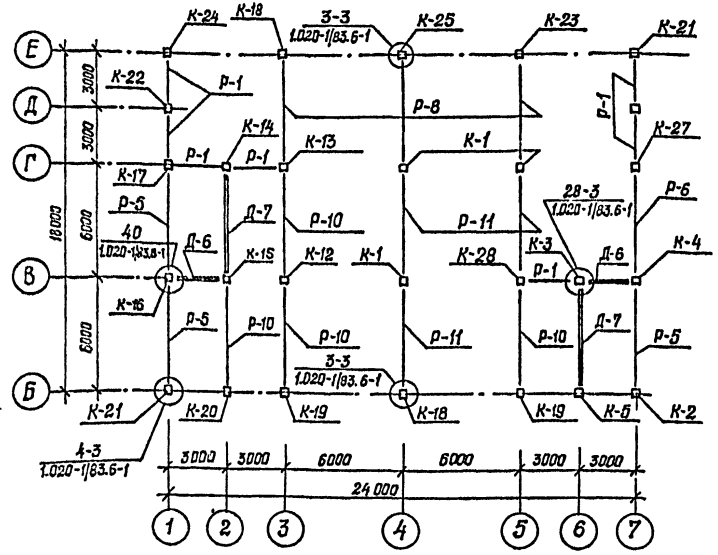 К-24
К-18
3-3
1.020-1/83.6-1
К-25
К-23
К-21
Е
3000
К-22
Р-1
Р-8
Р-1
Д
3000
К-14
К-13
К-1
К-27
Г
Р-1
Р-1
К-17
28-3
1.020-1/83.6-1
Р-6
18000
6000
Р-5
40
1.020-1/83.6-1
Д-6
Д-7
Р-10
Р-11
К-3
Д-6
К-4
В
К-15
К-12
К-1
К-28
Р-1
К-16
Д-7
6000
Р-5
Р-10
Р-10
Р-11
Р-10
Р-5
3-3
1.020-1/83.6-1
Б
К-21
К-20
К-19
К-18
К-19
К-5
К-2
4-3
1.020-1/83.6-1
3000
3000
6000
6000
3000
3000
24 000
1
2
3
4
5
6
7